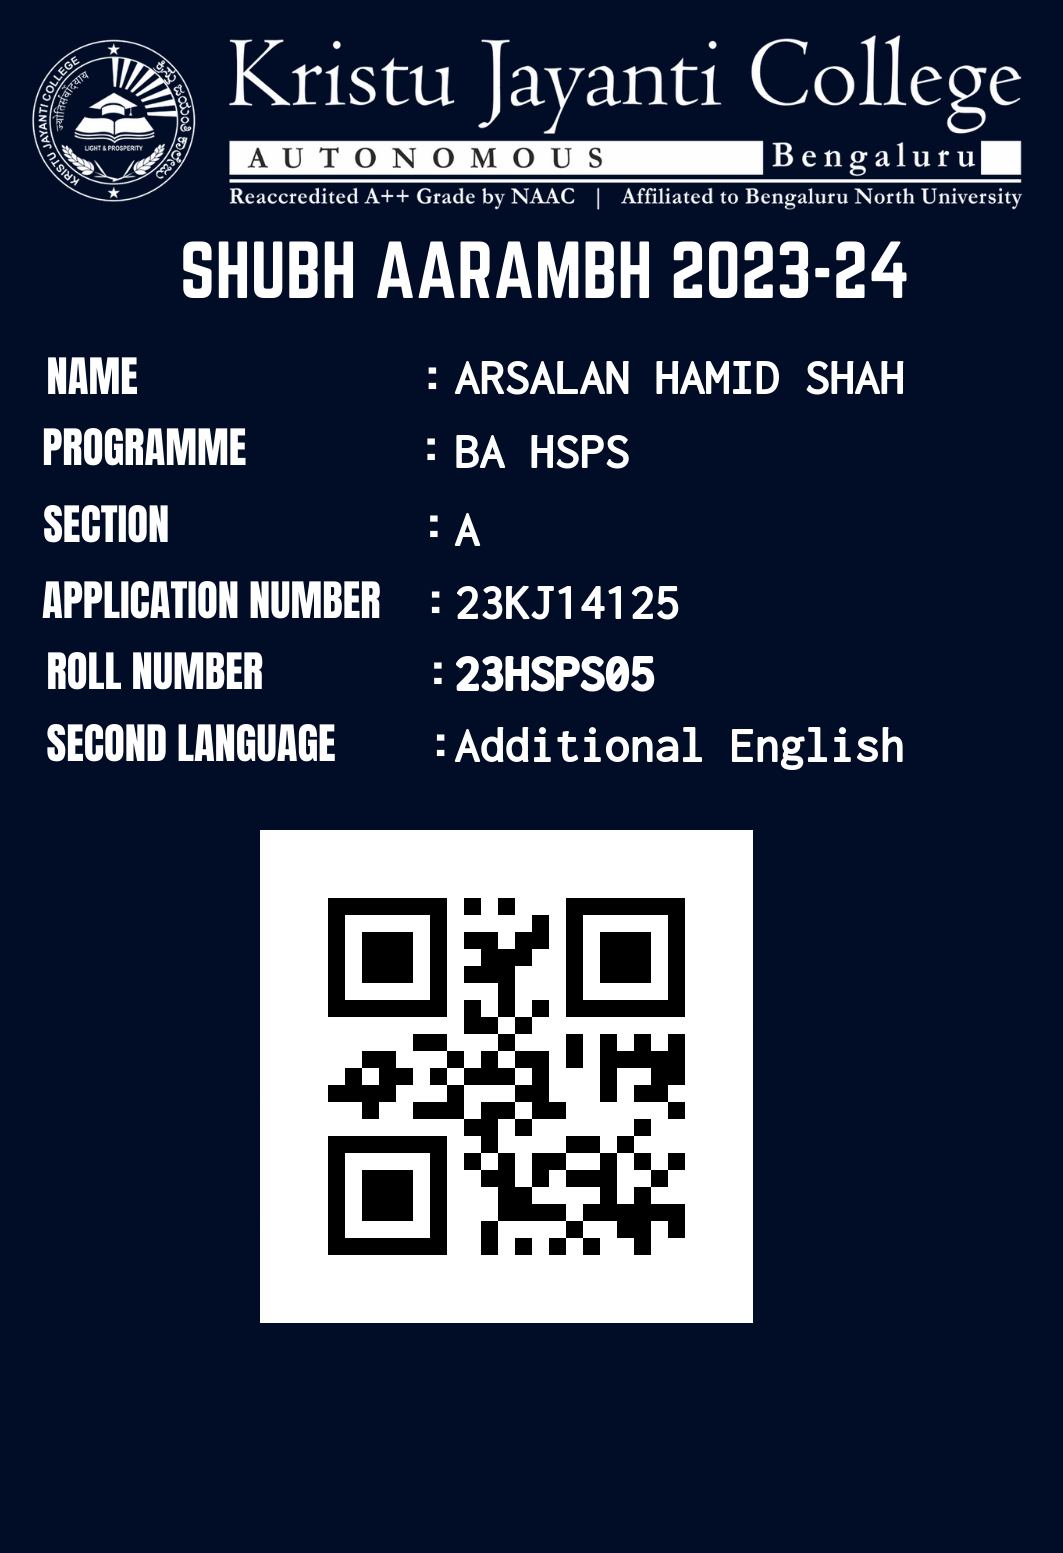 Kristu Jayanti College
AUTONOMOUS Bengaluru
Reaccredited A++ Grade by NAAC | Affiliated to Bengaluru North University
KRISTU JAYANTI COLLEGE
ಕ್ರಿಸ್ತು ಜಯಂತಿ ಕಾಲೇಜು
LIGHT & PROSPERITY
SHUBH AARAMBH 2023-24
NAME : ARSALAN HAMID SHAH
PROGRAMME : BA HSPS
SECTION : A
APPLICATION NUMBER : 23KJ14125
ROLL NUMBER : 23HSPS05
SECOND LANGUAGE : Additional English